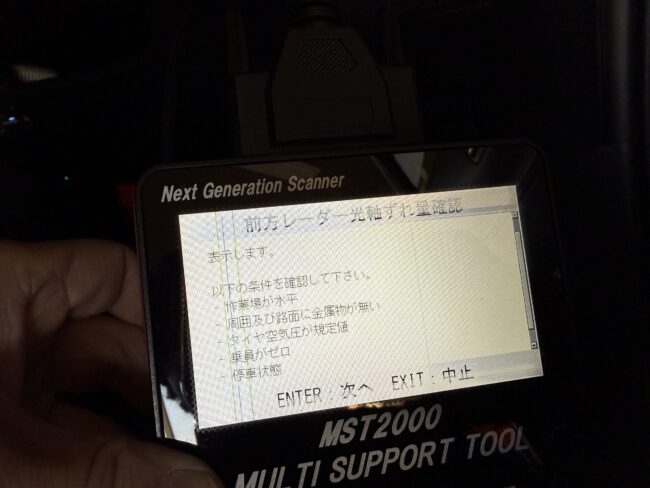 Next Generation Scanner
前方レーダー光軸ずれ量確認
表示します。
以下の条件を確認して下さい。
- 作業場が水平
- 周囲及び路面に金属物が無い
- タイヤ空気圧が規定値
- 乗員がゼロ
- 停車状態
ENTER : 次へ EXIT : 中止
MST2000
MULTI SUPPORT TOOL